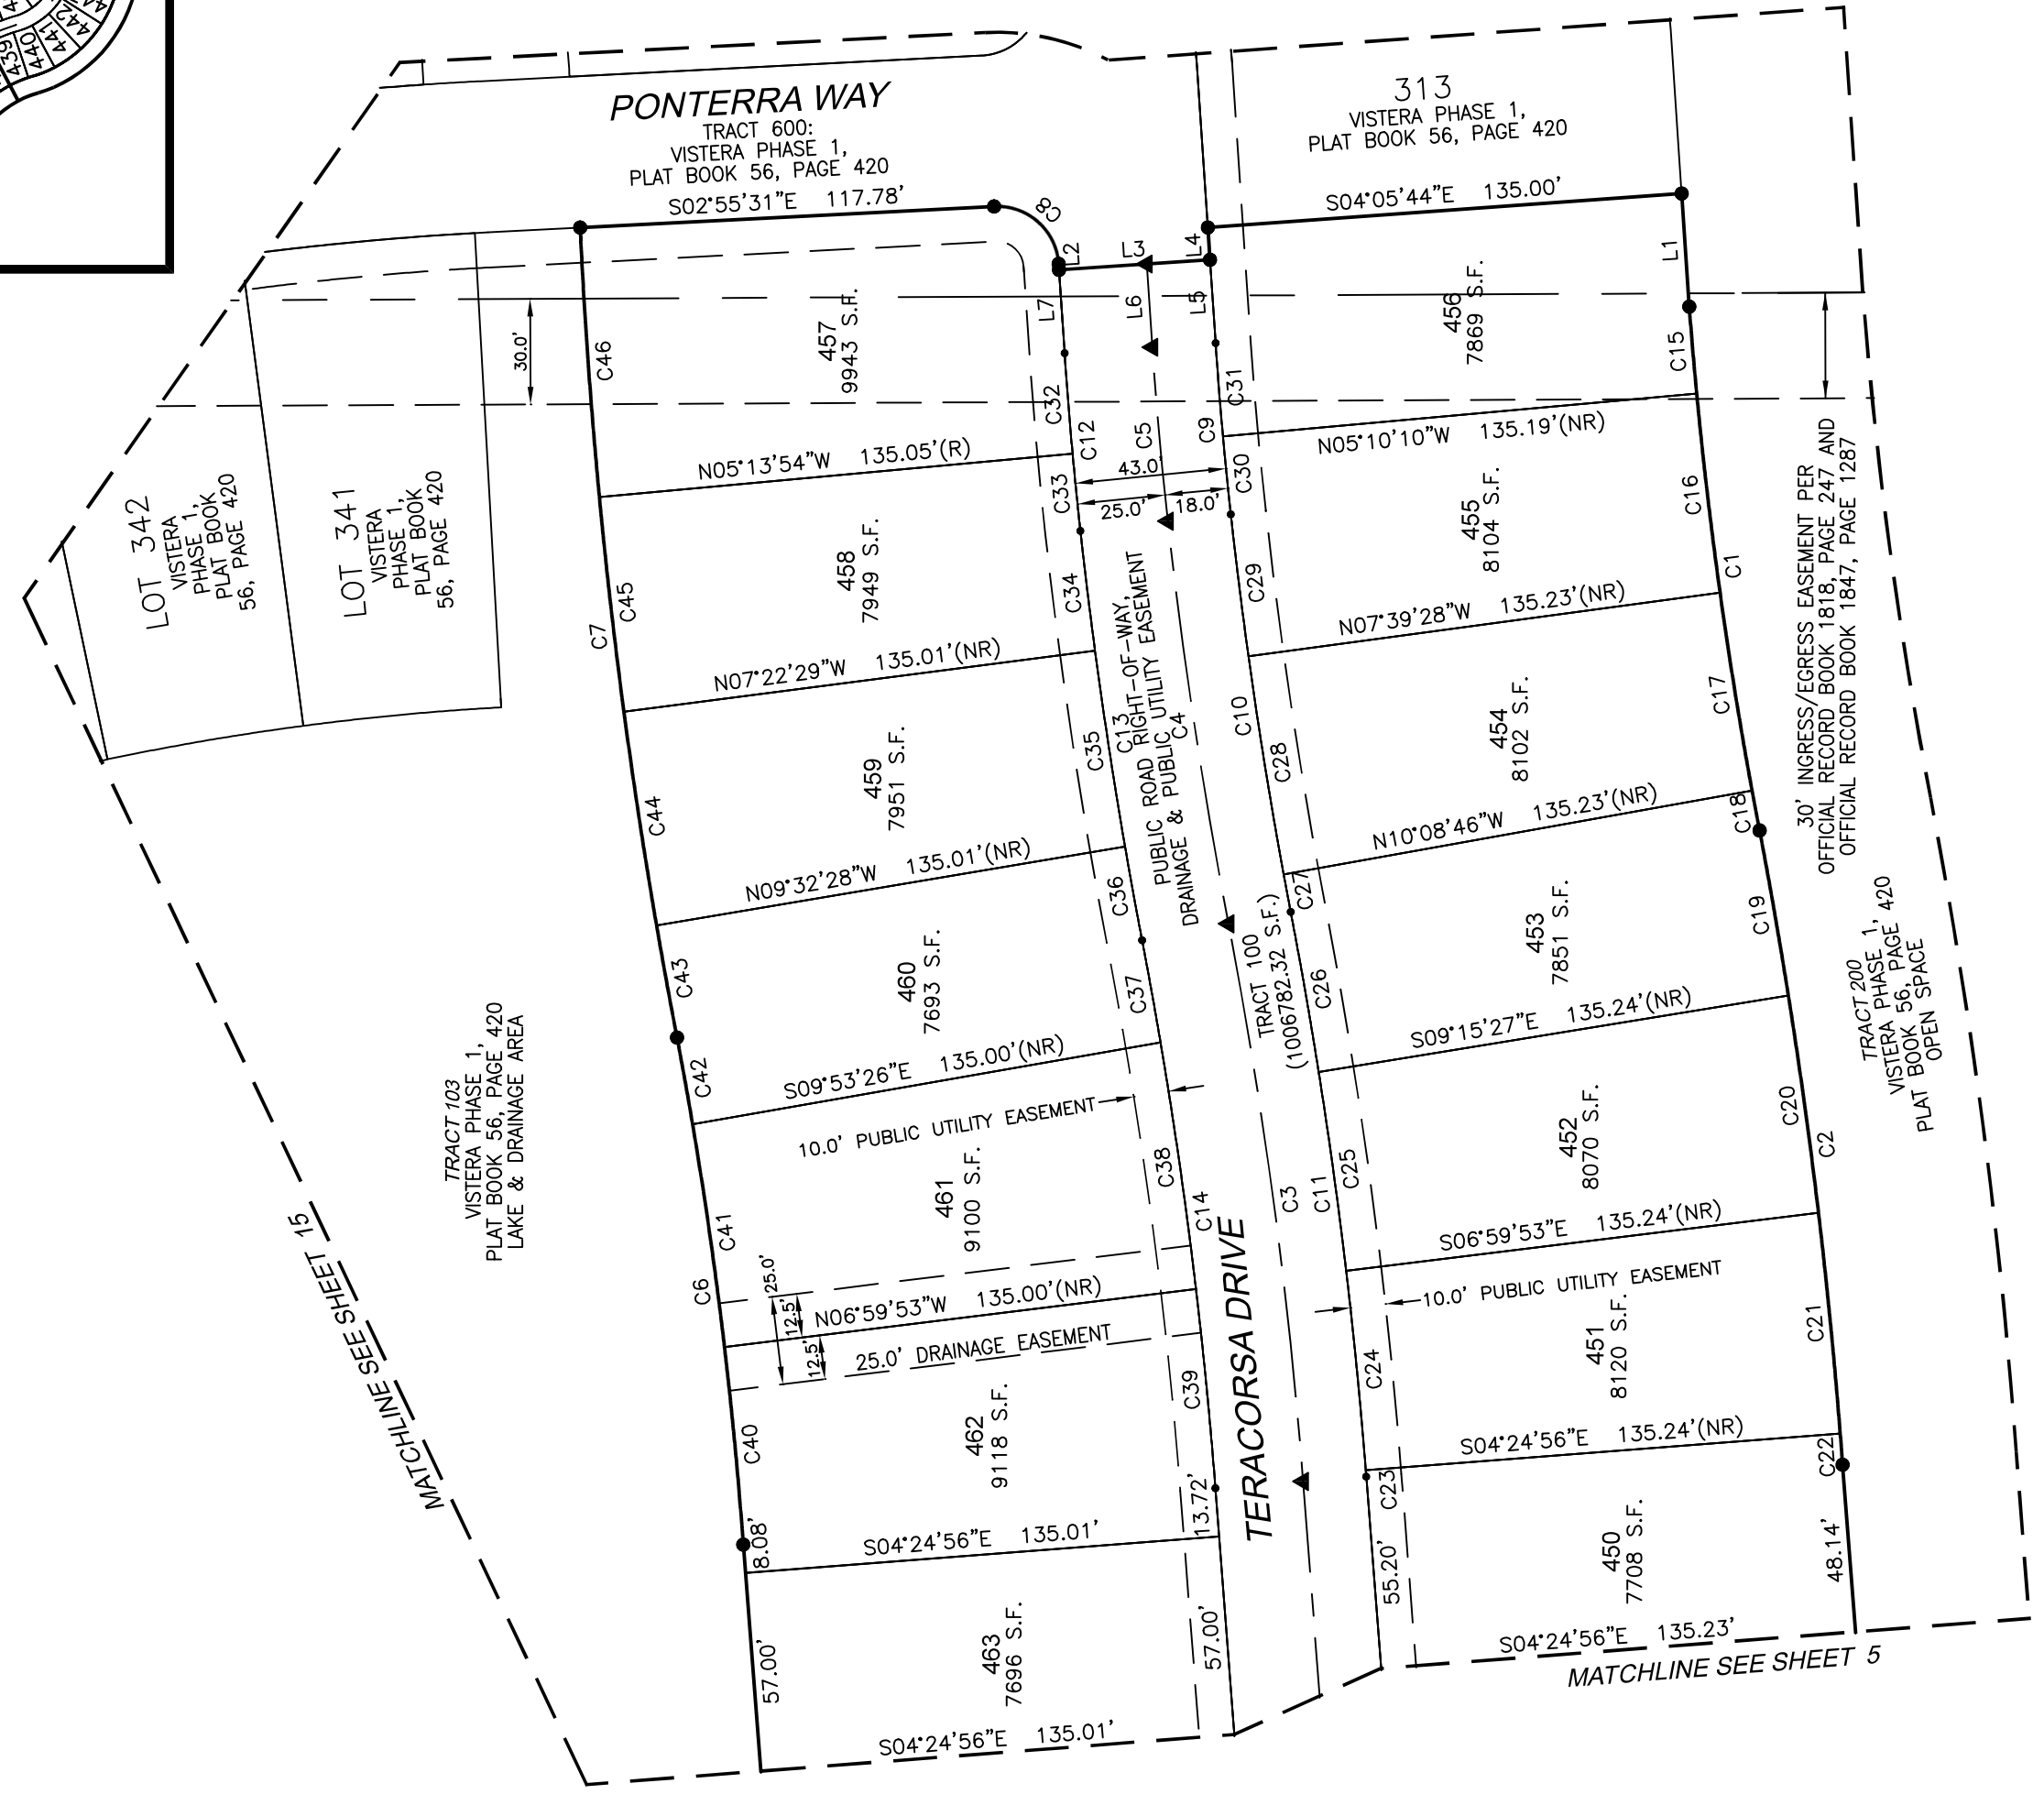 439
440
441
442
PONTERRA WAY
TRACT 600:
VISTERA PHASE 1,
PLAT BOOK 56, PAGE 420
S02°55'31"E 117.78'
C8
L2
L3
L4
313
VISTERA PHASE 1,
PLAT BOOK 56, PAGE 420
S04°05'44"E 135.00'
L1
L7
L6
L5
30.0'
C46
457
9943 S.F.
C32
C12
C5
C9
C31
456
7869 S.F.
C15
N05°13'54"W 135.05'(R)
N05°10'10"W 135.19'(NR)
43.0'
25.0'
18.0'
C33
C30
C16
LOT 342
VISTERA
PHASE 1,
PLAT BOOK
56, PAGE 420
LOT 341
VISTERA
PHASE 1,
PLAT BOOK
56, PAGE 420
C45
C7
458
7949 S.F.
C34
C29
455
8104 S.F.
C1
N07°22'29"W 135.01'(NR)
N07°39'28"W 135.23'(NR)
30' INGRESS/EGRESS EASEMENT PER
OFFICIAL RECORD BOOK 1818, PAGE 247 AND
OFFICIAL RECORD BOOK 1847, PAGE 1287
C44
459
7951 S.F.
C35
C13
PUBLIC ROAD RIGHT-OF-WAY,
DRAINAGE & PUBLIC UTILITY EASEMENT
C4
C10
C28
454
8102 S.F.
C17
N09°32'28"W 135.01'(NR)
N10°08'46"W 135.23'(NR)
C18
C43
460
7693 S.F.
C36
C37
TRACT 100
(1006782.32 S.F.)
C27
C26
453
7851 S.F.
C19
TRACT 200
VISTERA PHASE 1,
PLAT BOOK 56, PAGE 420
OPEN SPACE
C42
S09°53'26"E 135.00'(NR)
S09°15'27"E 135.24'(NR)
TRACT 103
VISTERA PHASE 1,
PLAT BOOK 56, PAGE 420
LAKE & DRAINAGE AREA
10.0' PUBLIC UTILITY EASEMENT
C41
C6
461
9100 S.F.
C38
C14
C3
C11
C25
452
8070 S.F.
C20
C2
S06°59'53"E 135.24'(NR)
25.0'
12.5'
N06°59'53"W 135.00'(NR)
12.5'
25.0' DRAINAGE EASEMENT
10.0' PUBLIC UTILITY EASEMENT
MATCHLINE SEE SHEET 15
C40
462
9118 S.F.
C39
TERACORSA DRIVE
C24
451
8120 S.F.
C21
S04°24'56"E 135.24'(NR)
C22
C23
8.08'
S04°24'56"E 135.01'
13.72'
55.20'
450
7708 S.F.
48.14'
57.00'
463
7696 S.F.
57.00'
S04°24'56"E 135.23'
MATCHLINE SEE SHEET 5
S04°24'56"E 135.01'